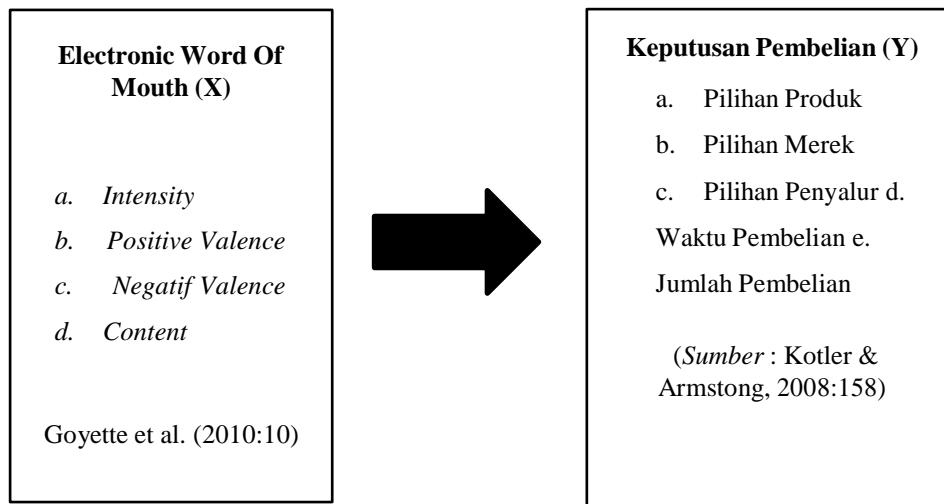 Electronic Word Of
Mouth (X)
a. Intensity
b. Positive Valence
c. Negatif Valence
d. Content
Goyette et al. (2010:10)
Keputusan Pembelian (Y)
a. Pilihan Produk
b. Pilihan Merek
c. Pilihan Penyalur d.
Waktu Pembelian e.
Jumlah Pembelian
(Sumber : Kotler &
Armstong, 2008:158)